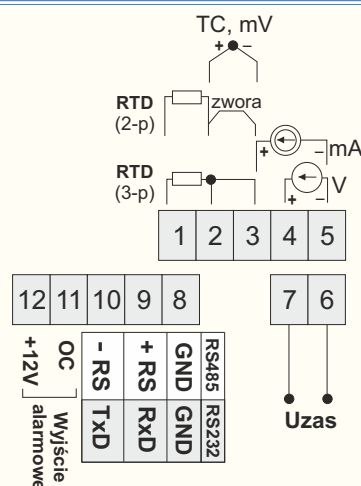 TC, mV
+ −
RTD
(2-p)
zwora
+ − mA
RTD
(3-p)
+ − V
1 2 3 4 5
12 11 10 9 8
7 6
+12V
OC
Wyjście
alarmowe
- RS
TxD
+ RS
RxD
GND
GND
RS485
RS232
Uzas